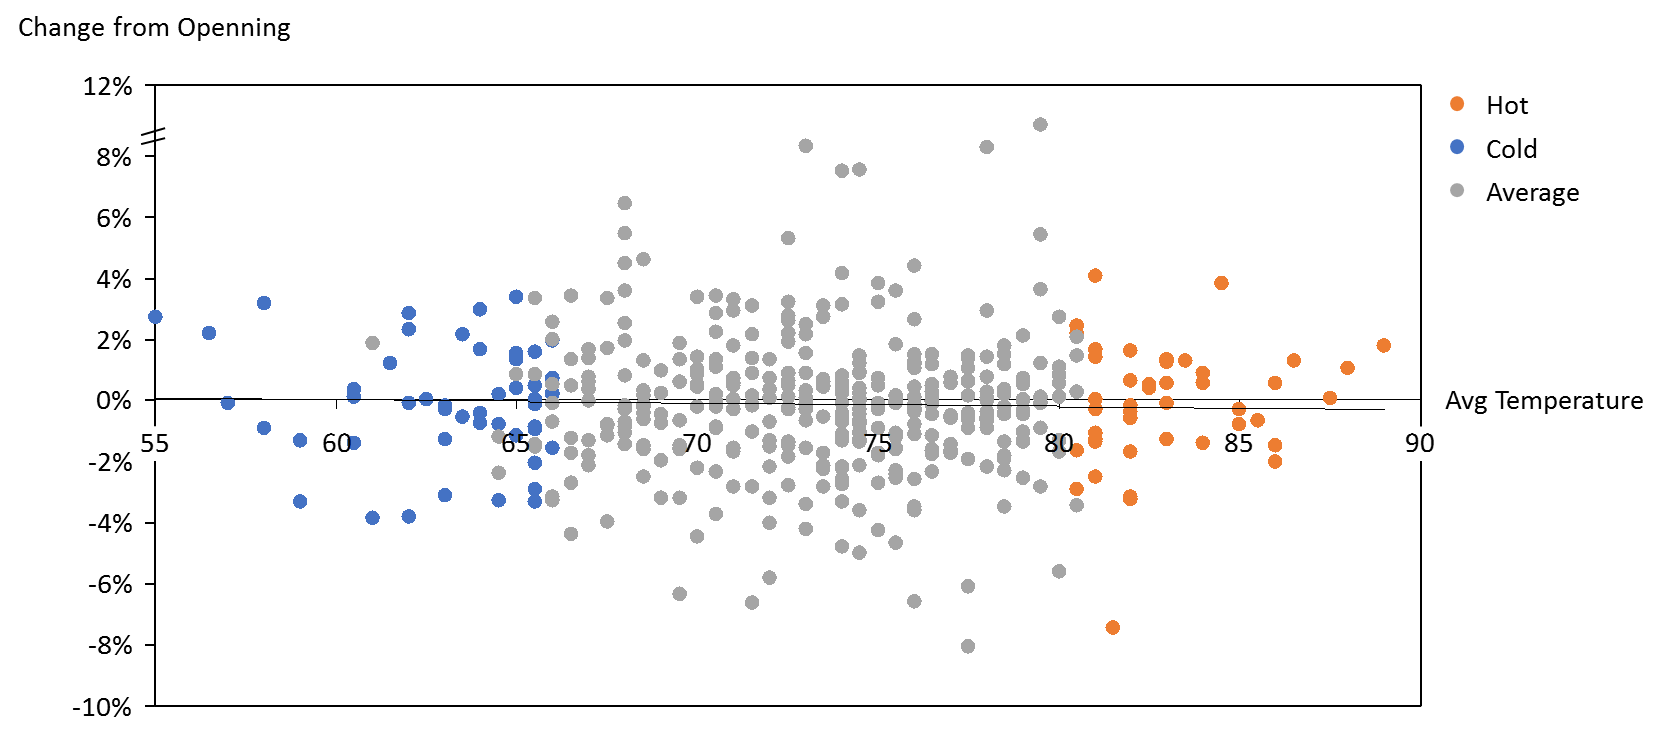 Change from Openning
12%
8%
6%
4%
2%
0%
-2%
-4%
-6%
-8%
-10%
55 60 65 70 75 80 85 90
Avg Temperature
Hot
Cold
Average